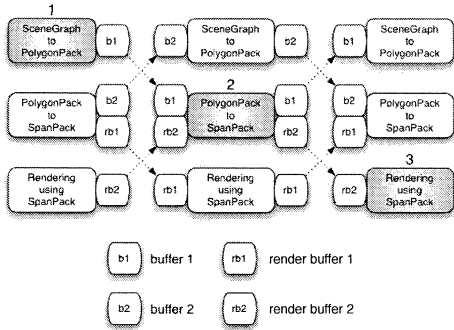 1
SceneGraph
to
PolygonPack
b1
b2
SceneGraph
to
PolygonPack
b2
b1
SceneGraph
to
PolygonPack
2
PolygonPack
to
SpanPack
b2
rb1
b1
rb2
PolygonPack
to
SpanPack
b1
rb2
b2
rb1
PolygonPack
to
SpanPack
3
Rendering
using
SpanPack
rb2
rb1
Rendering
using
SpanPack
rb1
rb2
Rendering
using
SpanPack
b1 buffer 1
rb1 render buffer 1
b2 buffer 2
rb2 render buffer 2